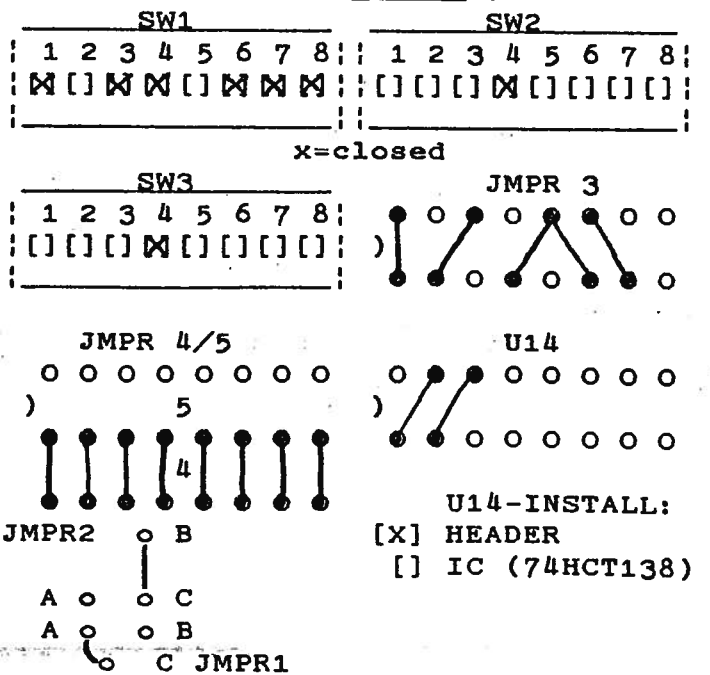 SW1
1 2 3 4 5 6 7 8
[X] [] [X] [X] [] [X] [X] [X]
SW2
1 2 3 4 5 6 7 8
[] [] [] [X] [] [] [] []
x=closed
SW3
1 2 3 4 5 6 7 8
[] [] [] [X] [] [] [] []
JMPR 3
)
JMPR 4/5
) 5
4
U14
)
U14-INSTALL:
[X] HEADER
[] IC (74HCT138)
JMPR2 B
A C
A B
C JMPR1